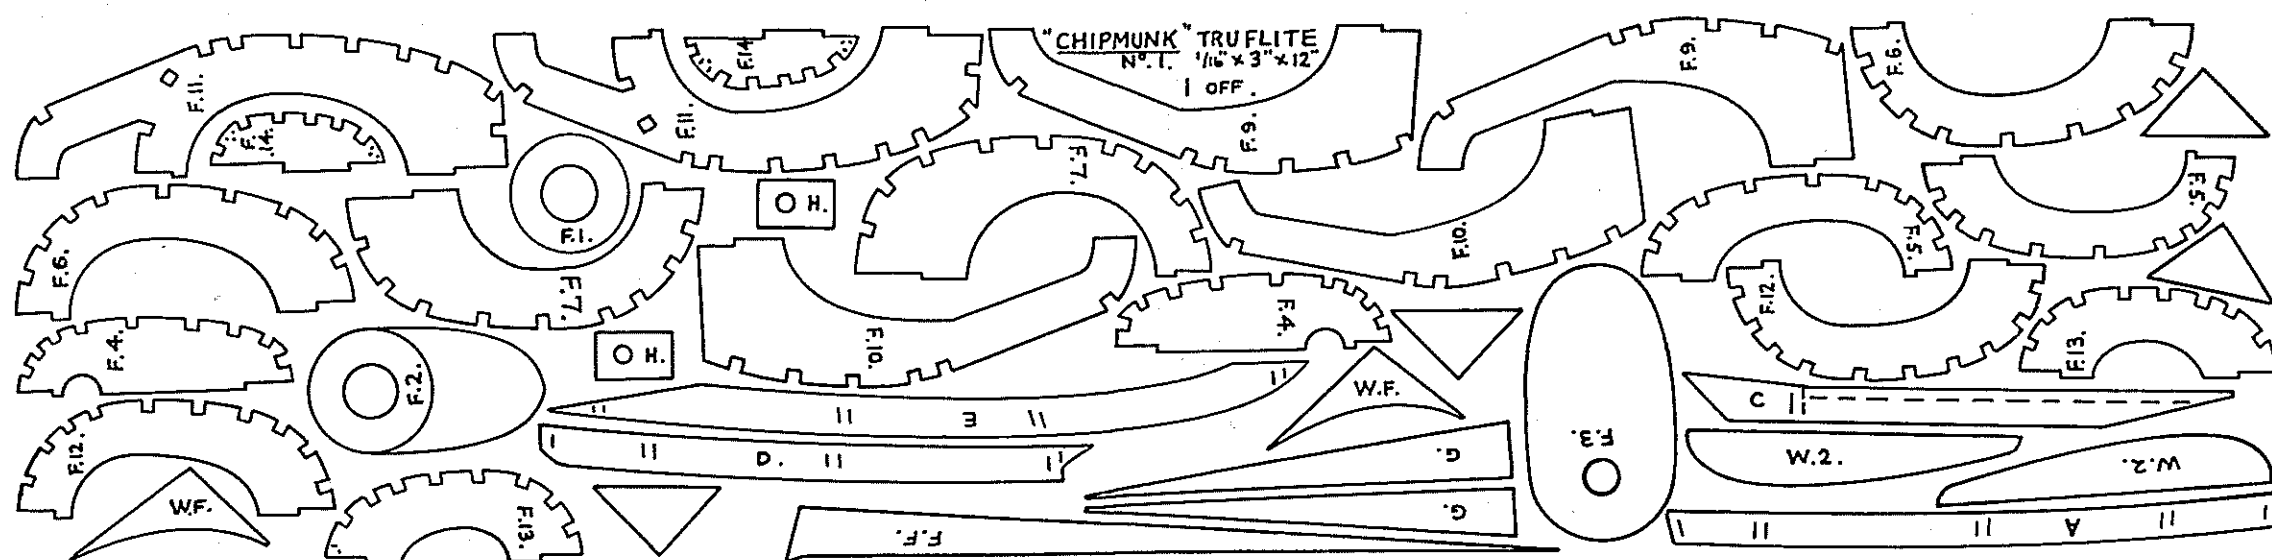 "CHIPMUNK" TRUFLITE
Nº. 1. 1/16" x 3" x 12"
1 OFF.
F.11.
F.14.
F.11.
F.14
F.9.
F.9.
F.6.
F.6.
F.1.
F.7.
H.
F.7.
F.10.
F.5.
F.5.
F.4.
F.2.
H.
F.10.
F.4.
F.12.
F.13.
W.F.
C
E
D.
G.
G.
F.3.
W.2.
W.2.
F.12.
W.F.
F.13.
F.F.
A